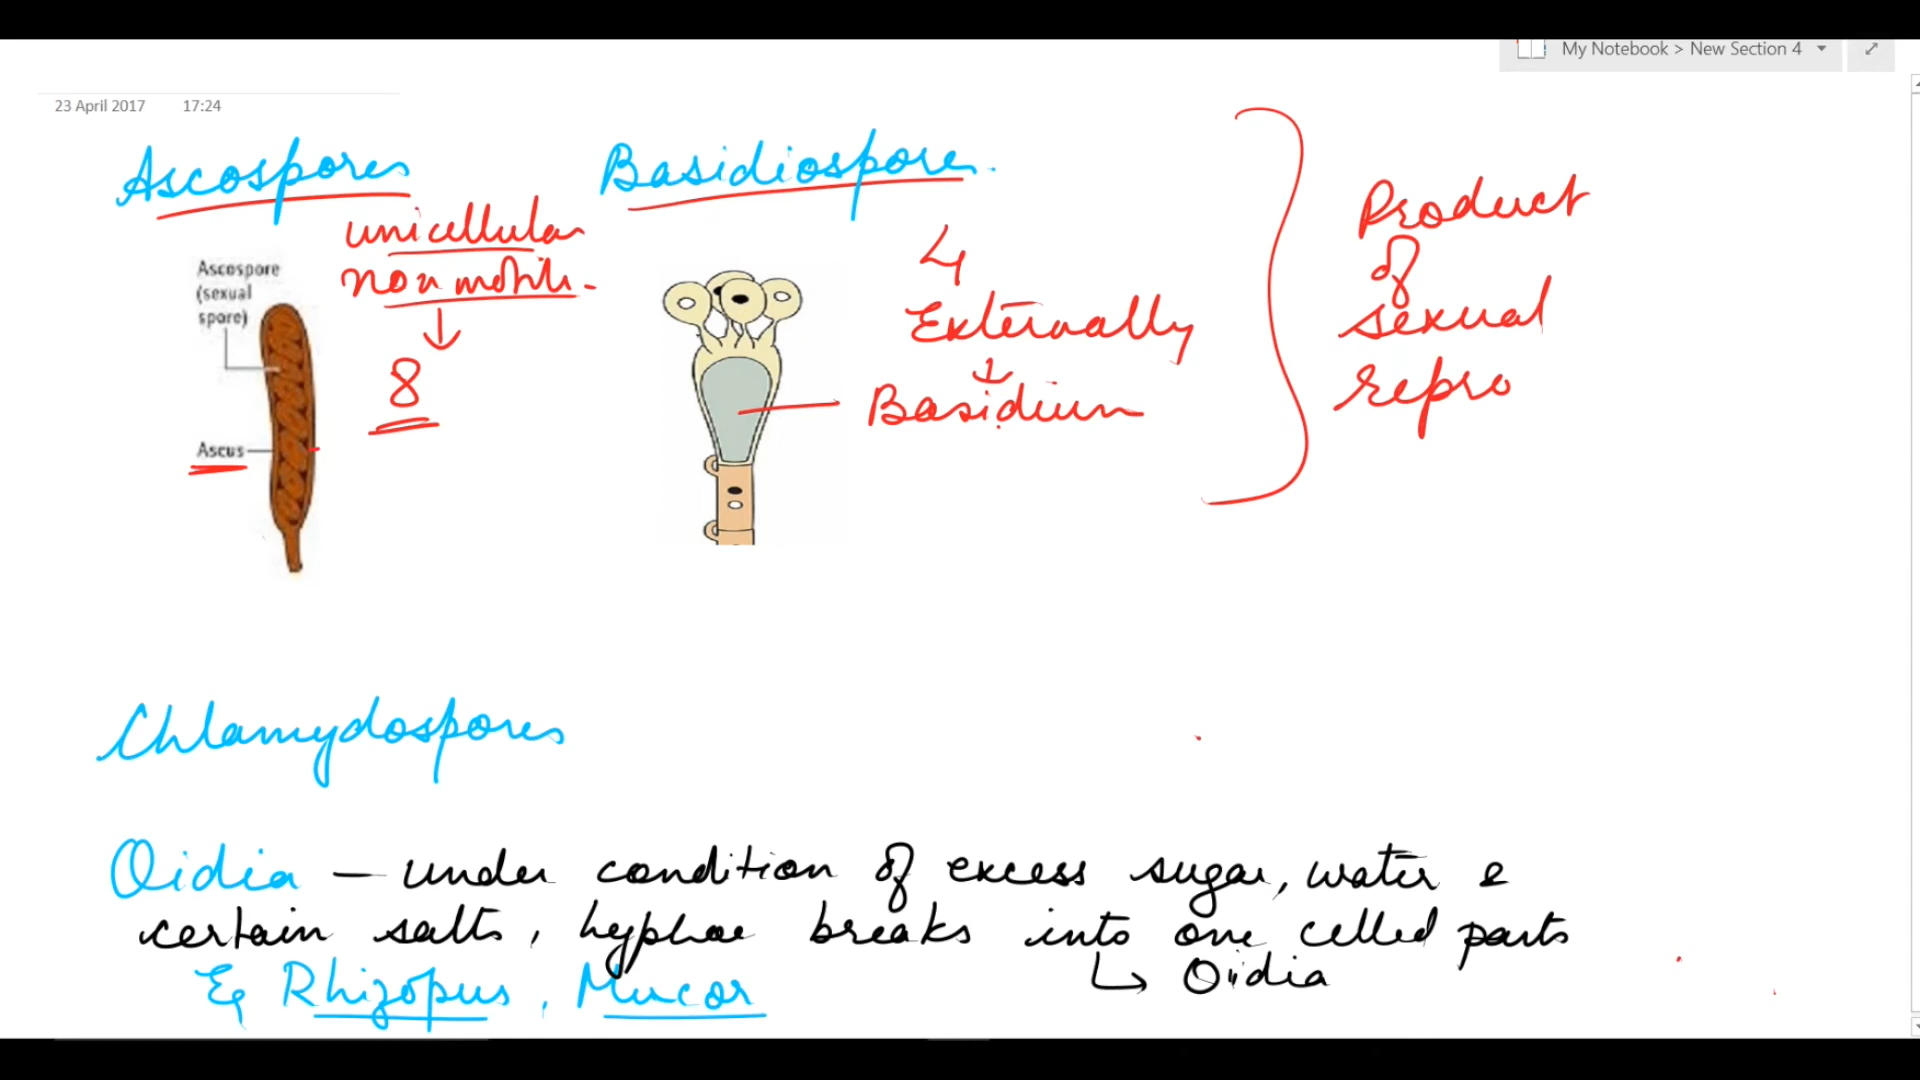 My Notebook > New Section 4
23 April 2017 17:24
Ascospores
Basidiospore.
unicellular
non motile.
↓
8
Ascospore
(sexual
spore)
Ascus
4
Externally
↓
Basidium
Product
of
sexual
repro
Chlamydospores
Oidia – under condition of excess sugar, water &
certain salts, hyphae breaks into one celled parts
↳ Oidia
Eg Rhizopus, Mucor